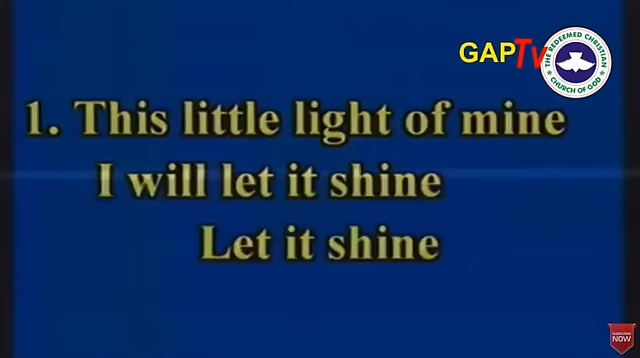 GAPTv
THE REDEEMED CHRISTIAN
CHURCH OF GOD
1. This little light of mine
I will let it shine
Let it shine
SUBSCRIBE
NOW